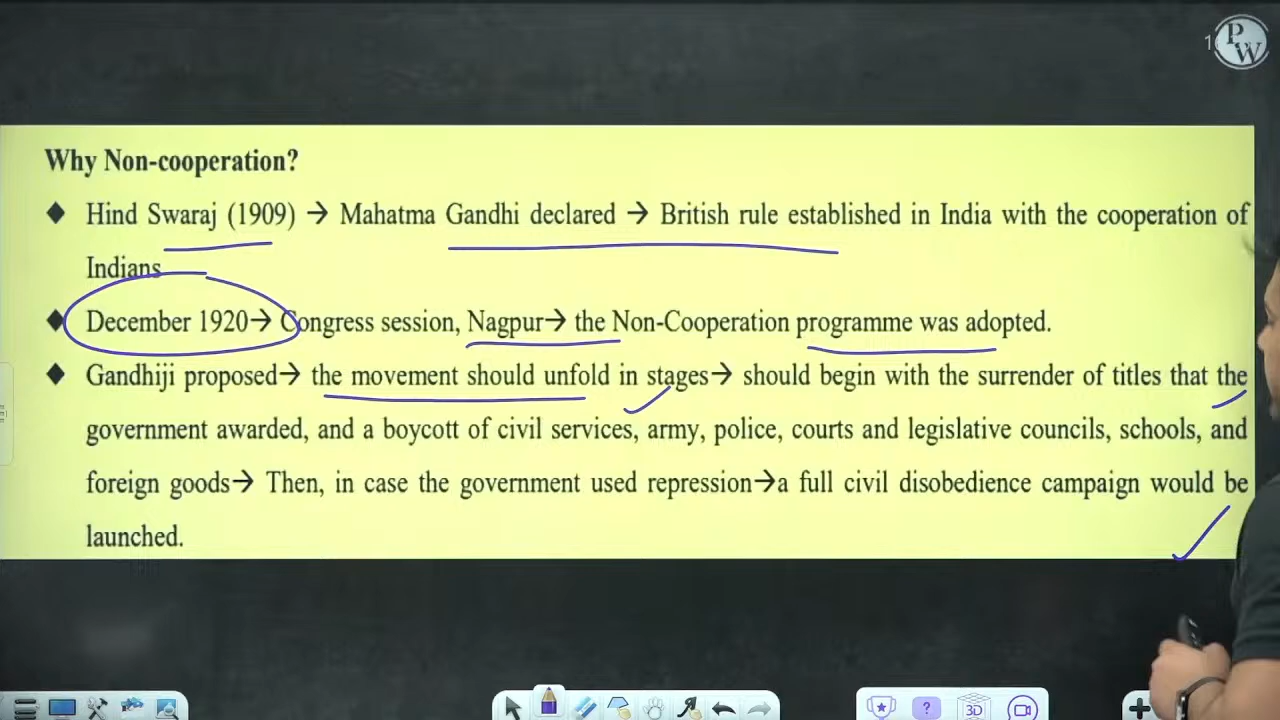 1
PW
Why Non-cooperation?
◆ Hind Swaraj (1909) → Mahatma Gandhi declared → British rule established in India with the cooperation of
Indians
◆ December 1920→ Congress session, Nagpur→ the Non-Cooperation programme was adopted.
◆ Gandhiji proposed→ the movement should unfold in stages→ should begin with the surrender of titles that the
government awarded, and a boycott of civil services, army, police, courts and legislative councils, schools, and
foreign goods→ Then, in case the government used repression→a full civil disobedience campaign would be
launched.
? 3D